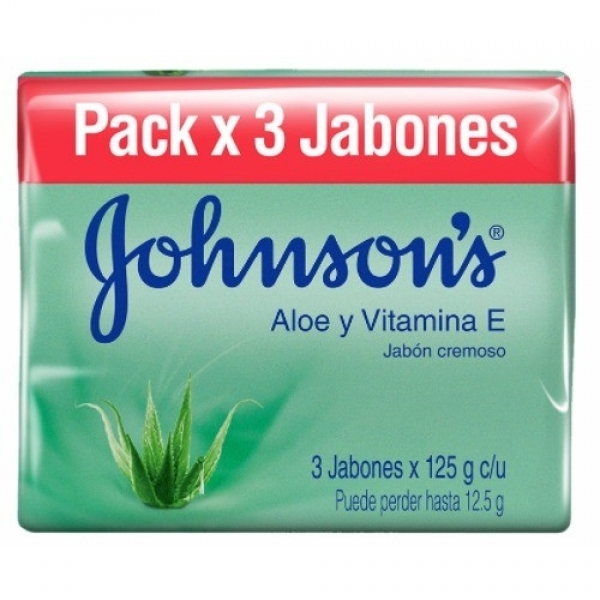 Pack x 3 Jabones
Johnson's®
Aloe y Vitamina E
Jabón cremoso
3 Jabones x 125 g c/u
Puede perder hasta 12.5 g